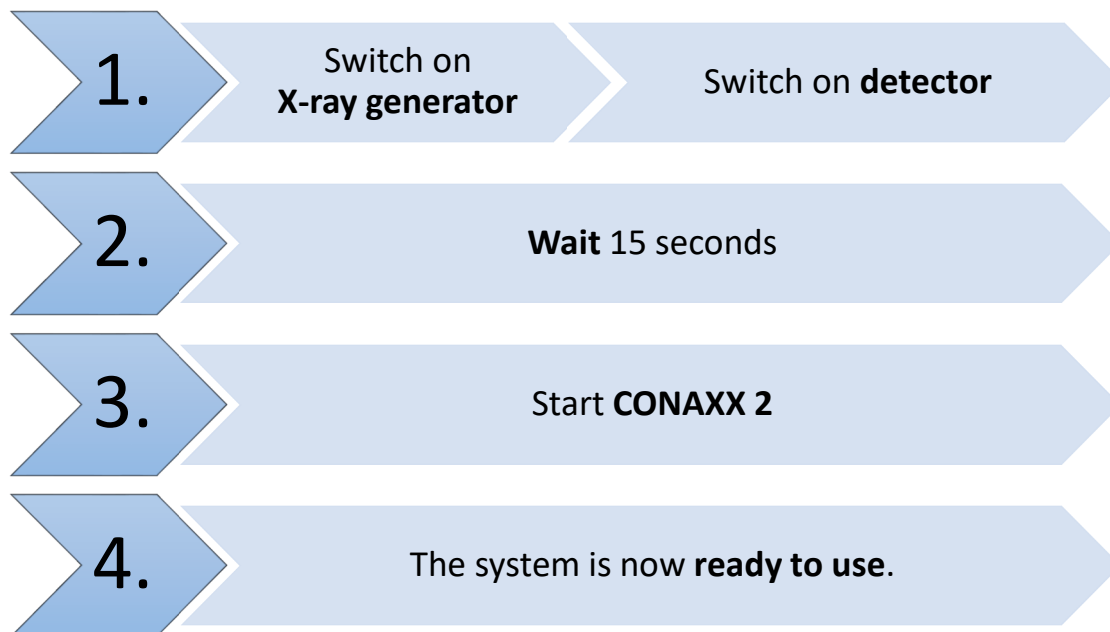 1.
Switch on
X-ray generator
Switch on detector
2.
Wait 15 seconds
3.
Start CONAXX 2
4.
The system is now ready to use.